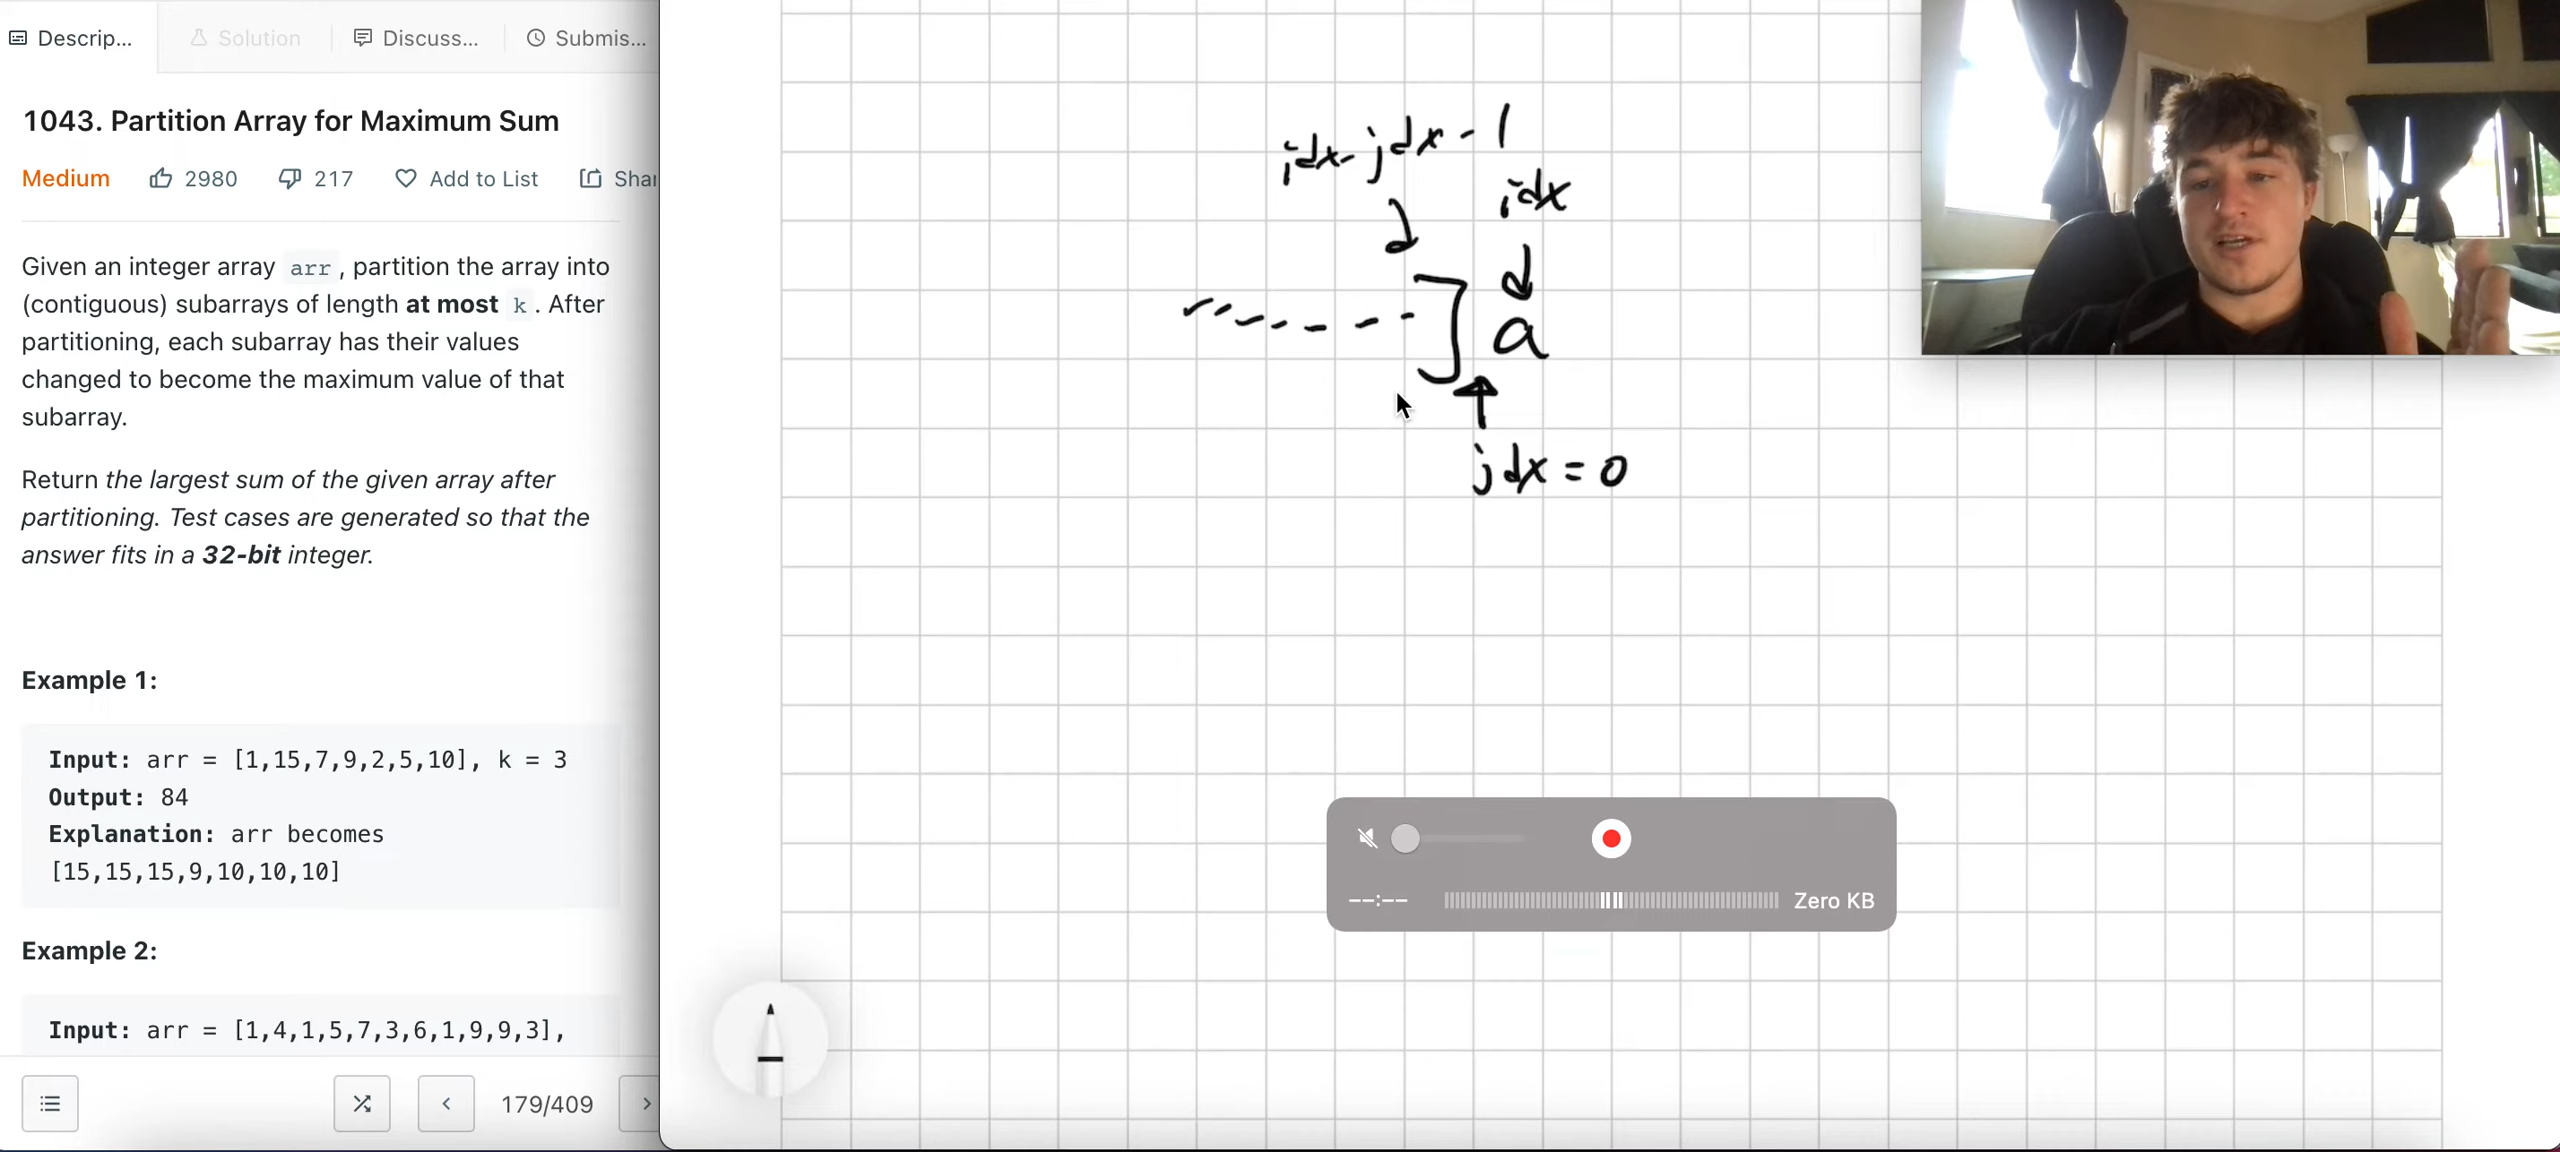 Descrip...
Solution
Discuss...
Submis...
1043. Partition Array for Maximum Sum
Medium
2980
217
Add to List
Shar
Given an integer array arr , partition the array into
(contiguous) subarrays of length at most k . After
partitioning, each subarray has their values
changed to become the maximum value of that
subarray.
Return the largest sum of the given array after
partitioning. Test cases are generated so that the
answer fits in a 32-bit integer.
Example 1:
Input: arr = [1,15,7,9,2,5,10], k = 3
Output: 84
Explanation: arr becomes
[15,15,15,9,10,10,10]
Example 2:
Input: arr = [1,4,1,5,7,3,6,1,9,9,3],
179/409
idx-jdx-1
idx
] a
jdx = 0
--:--
Zero KB